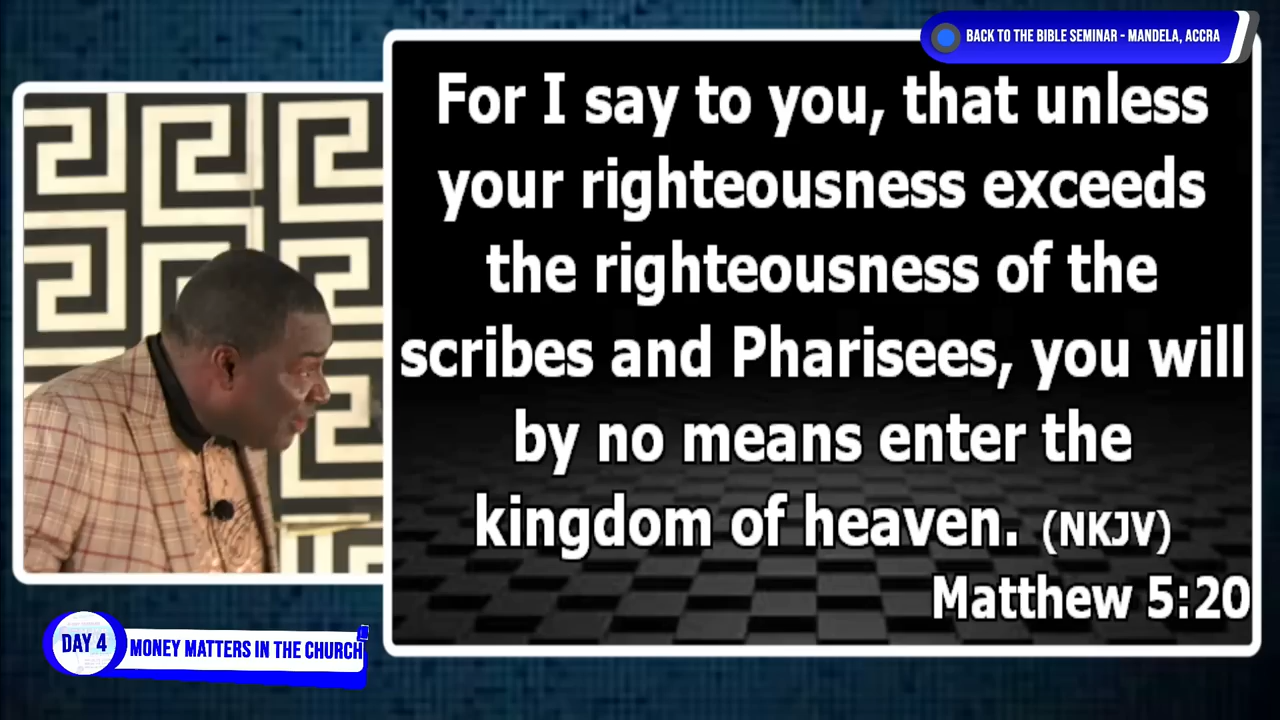 BACK TO THE BIBLE SEMINAR - MANDELA, ACCRA
For I say to you, that unless
your righteousness exceeds
the righteousness of the
scribes and Pharisees, you will
by no means enter the
kingdom of heaven. (NKJV)
Matthew 5:20
DAY 4
MONEY MATTERS IN THE CHURCH